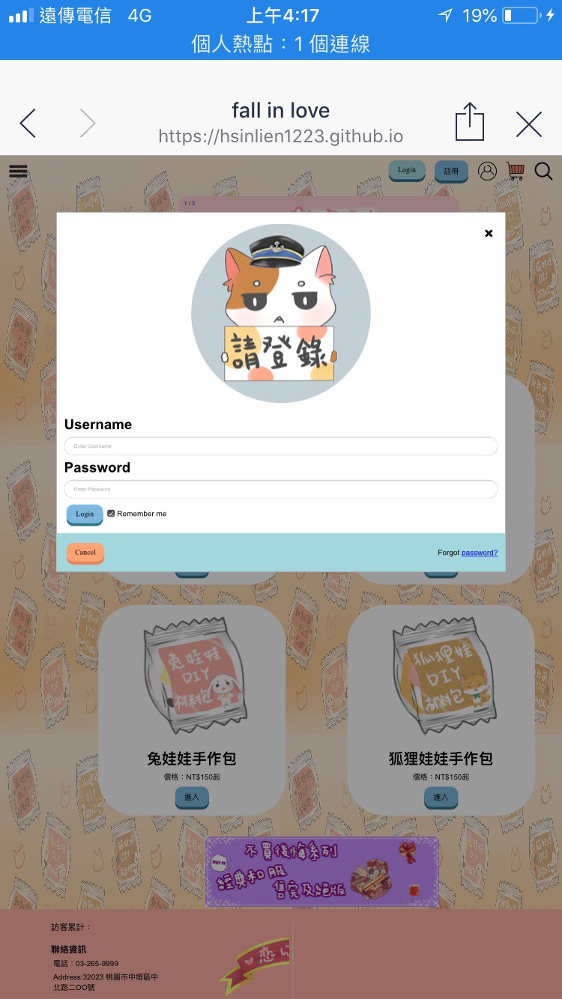 遠傳電信 4G 上午4:17 19%
個人熱點：1 個連線
fall in love
https://hsinlien1223.github.io
Login 註冊
1 / 3
請登錄
Username
Enter Username
Password
Enter Password
Login Remember me
Cancel Forgot password?
兔娃娃 狐狸娃
DIY DIY
材料包 材料包
兔娃娃手作包 狐狸娃娃手作包
價格：NT$150起 價格：NT$150起
進入 進入
不買後悔系列
BUY IT
經典和服
售完及絕版
訪客累計：
聯絡資訊
電話：03-265-9999
Address:32023 桃園市中壢區中
北路二OO號
恋